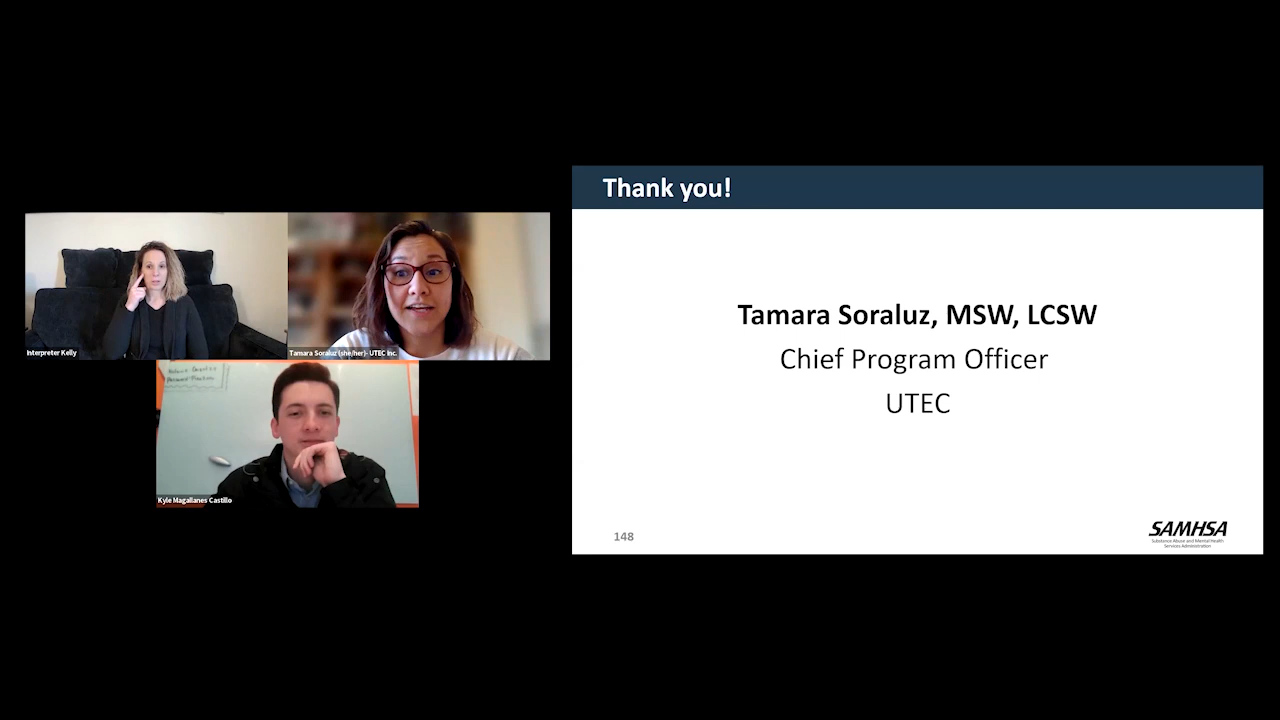 Interpreter Kelly
Tamara Soraluz (she/her)- UTEC Inc.
Kyle Magallanes Castillo
Thank you!
Tamara Soraluz, MSW, LCSW
Chief Program Officer
UTEC
148
SAMHSA
Substance Abuse and Mental Health
Services Administration